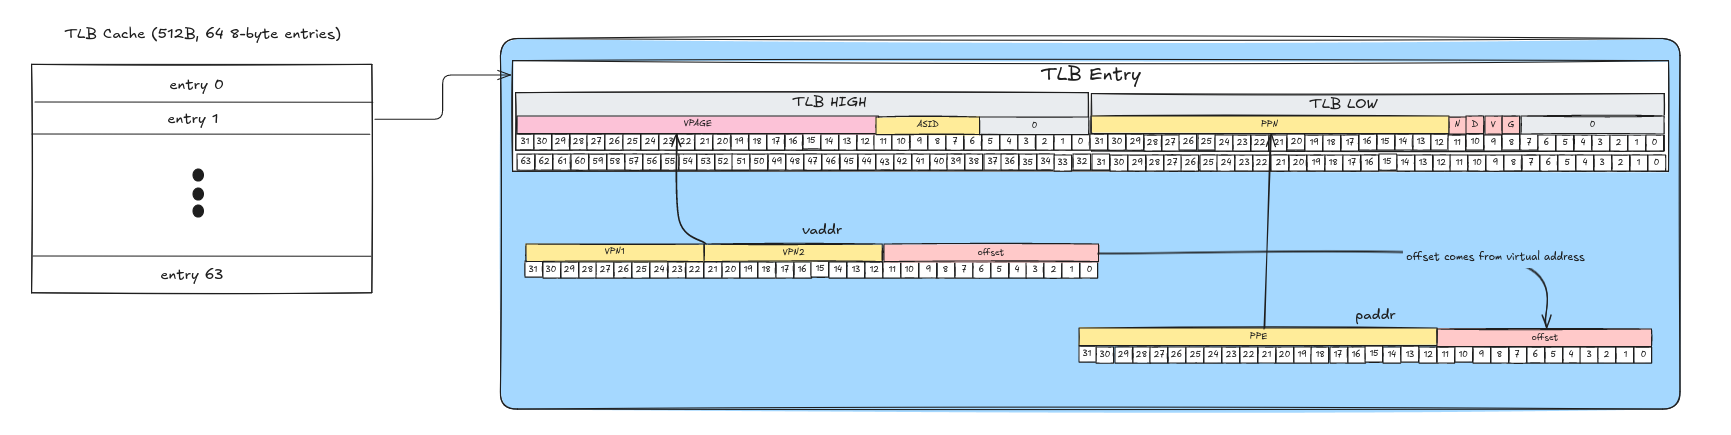 TLB Cache (512B, 64 8-byte entries)
entry 0
entry 1
entry 63
TLB Entry
TLB HIGH TLB LOW
VPAGE ASID 0 PPN N D V G 0
31 30 29 28 27 26 25 24 23 22 21 20 19 18 17 16 15 14 13 12 11 10 9 8 7 6 5 4 3 2 1 0 31 30 29 28 27 26 25 24 23 22 21 20 19 18 17 16 15 14 13 12 11 10 9 8 7 6 5 4 3 2 1 0
63 62 61 60 59 58 57 56 55 54 53 52 51 50 49 48 47 46 45 44 43 42 41 40 39 38 37 36 35 34 33 32 31 30 29 28 27 26 25 24 23 22 21 20 19 18 17 16 15 14 13 12 11 10 9 8 7 6 5 4 3 2 1 0
vaddr
VPN1 VPN2 offset
31 30 29 28 27 26 25 24 23 22 21 20 19 18 17 16 15 14 13 12 11 10 9 8 7 6 5 4 3 2 1 0
offset comes from virtual address
paddr
PPE offset
31 30 29 28 27 26 25 24 23 22 21 20 19 18 17 16 15 14 13 12 11 10 9 8 7 6 5 4 3 2 1 0